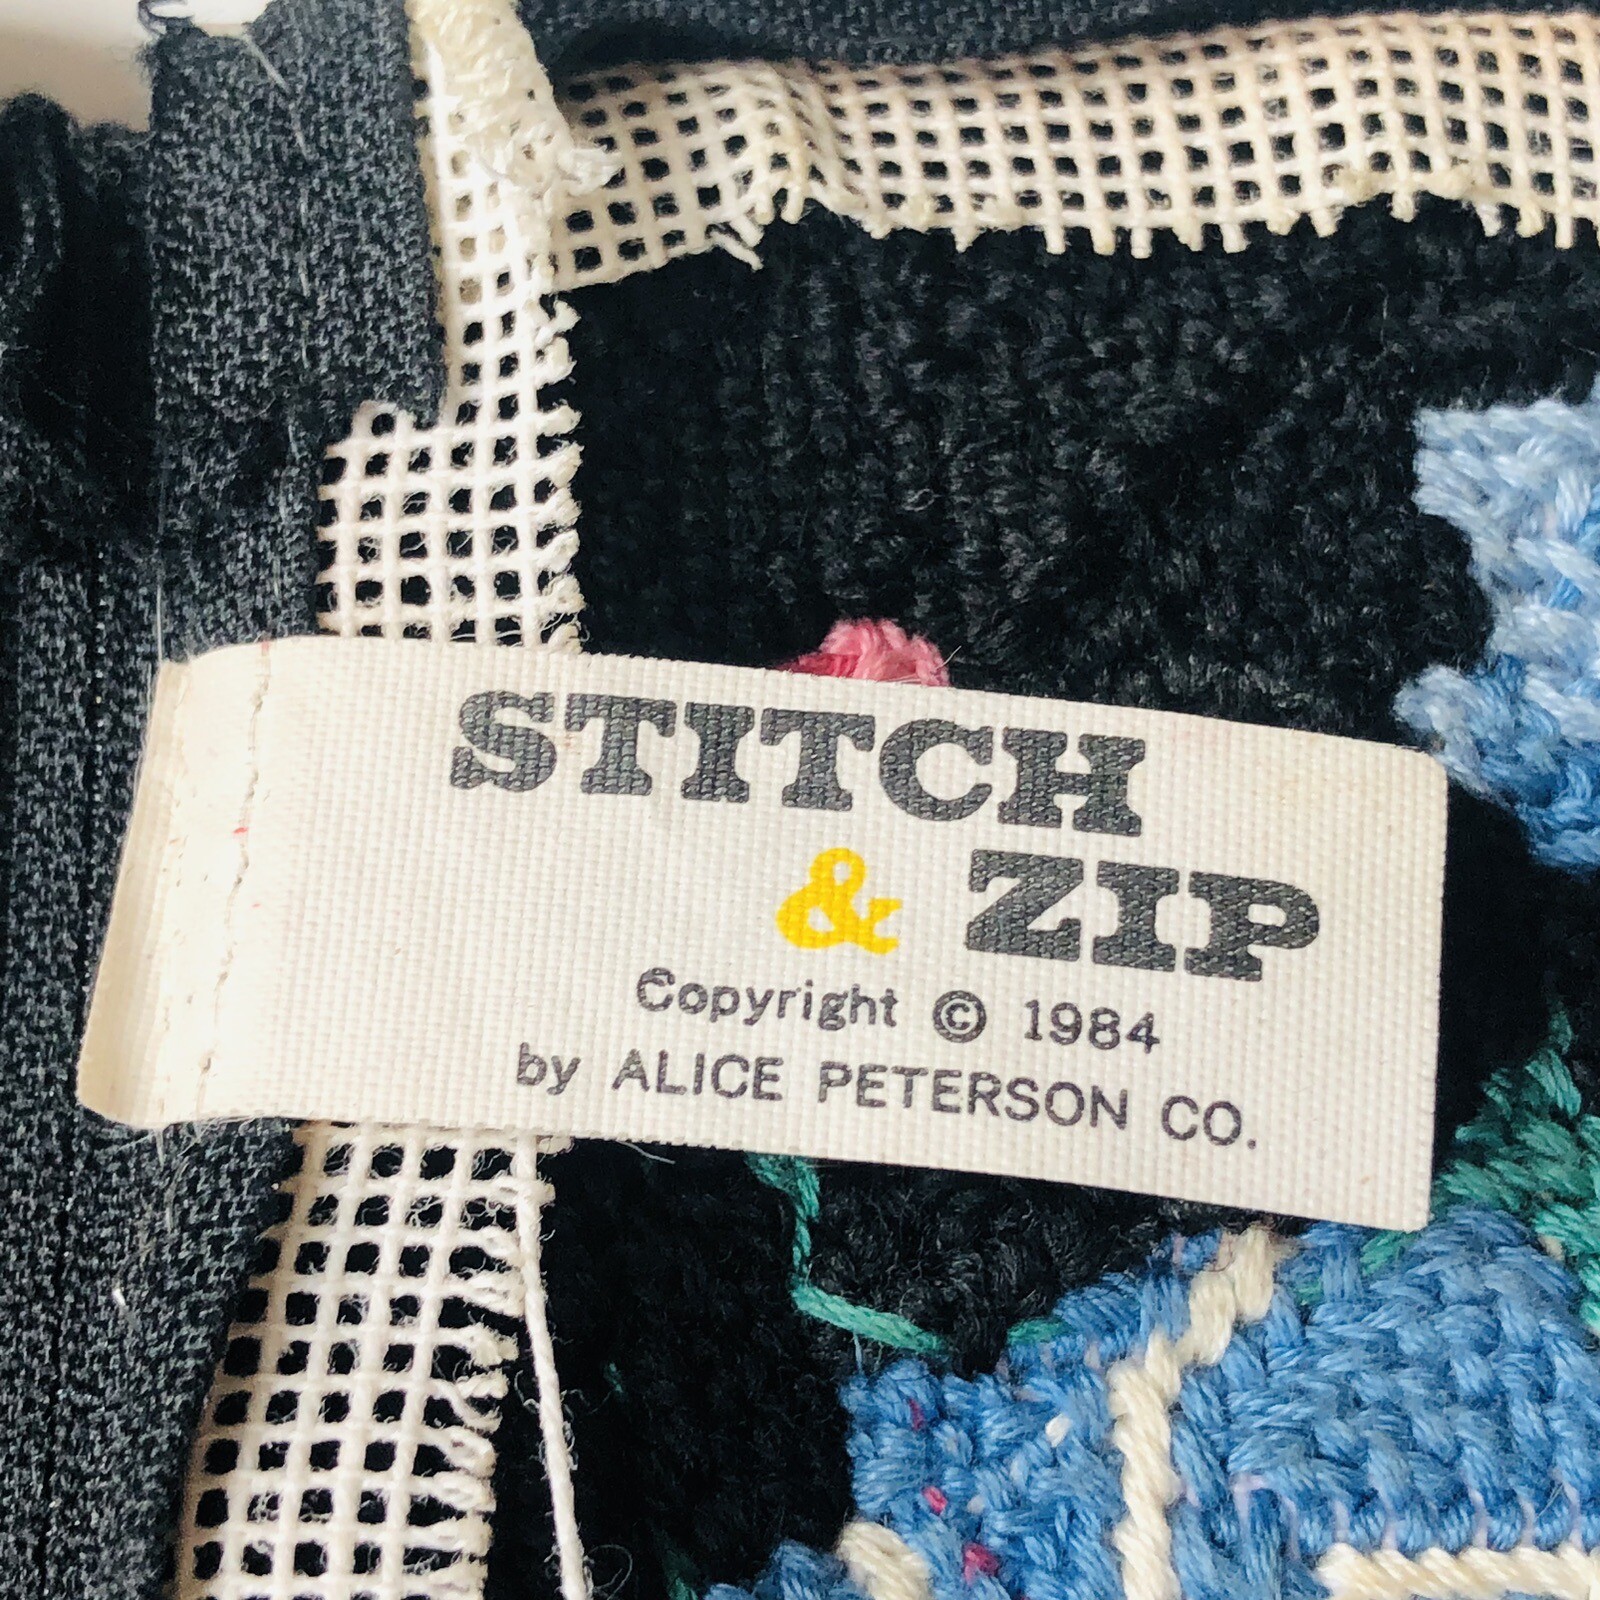 STITCH
& ZIP
Copyright © 1984
by ALICE PETERSON CO.